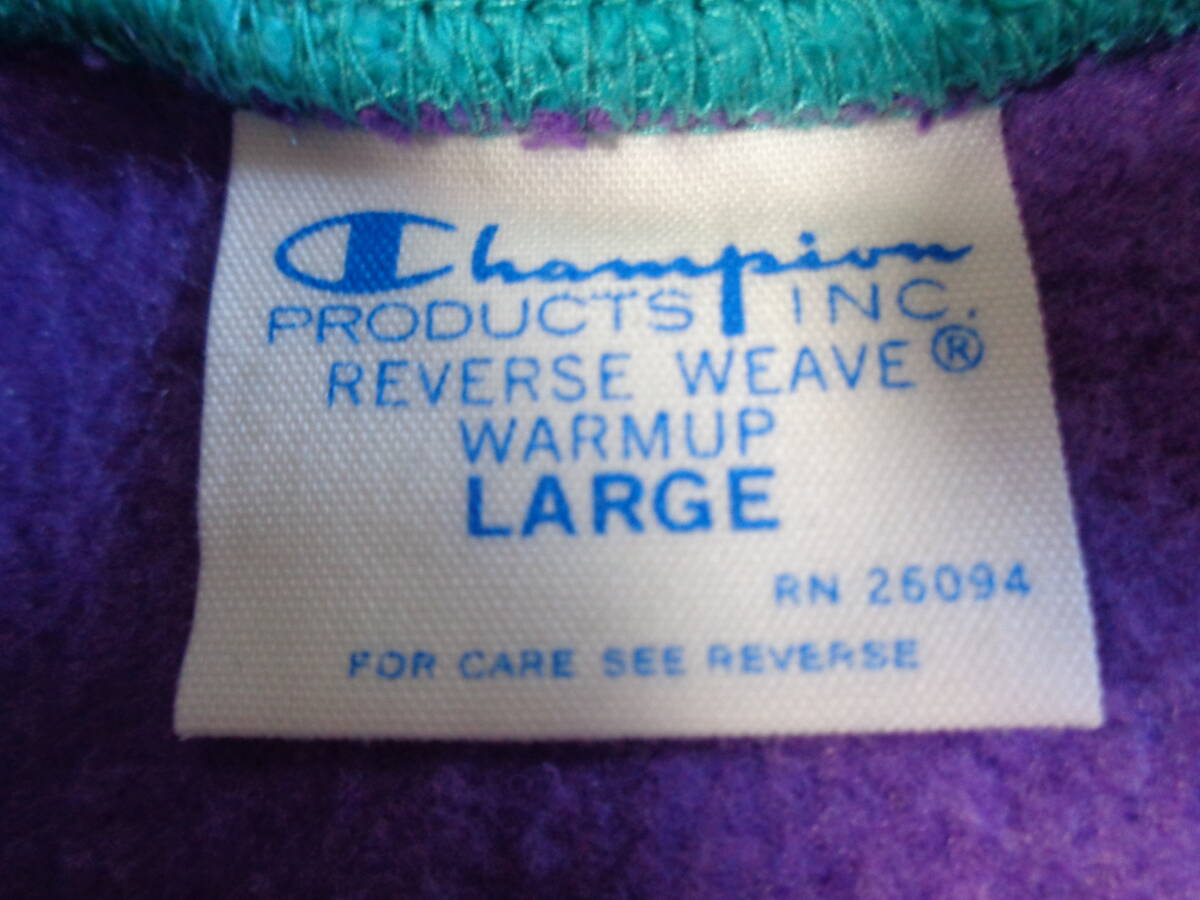 Champion
PRODUCTS INC.
REVERSE WEAVE®
WARMUP
LARGE
RN 26094
FOR CARE SEE REVERSE